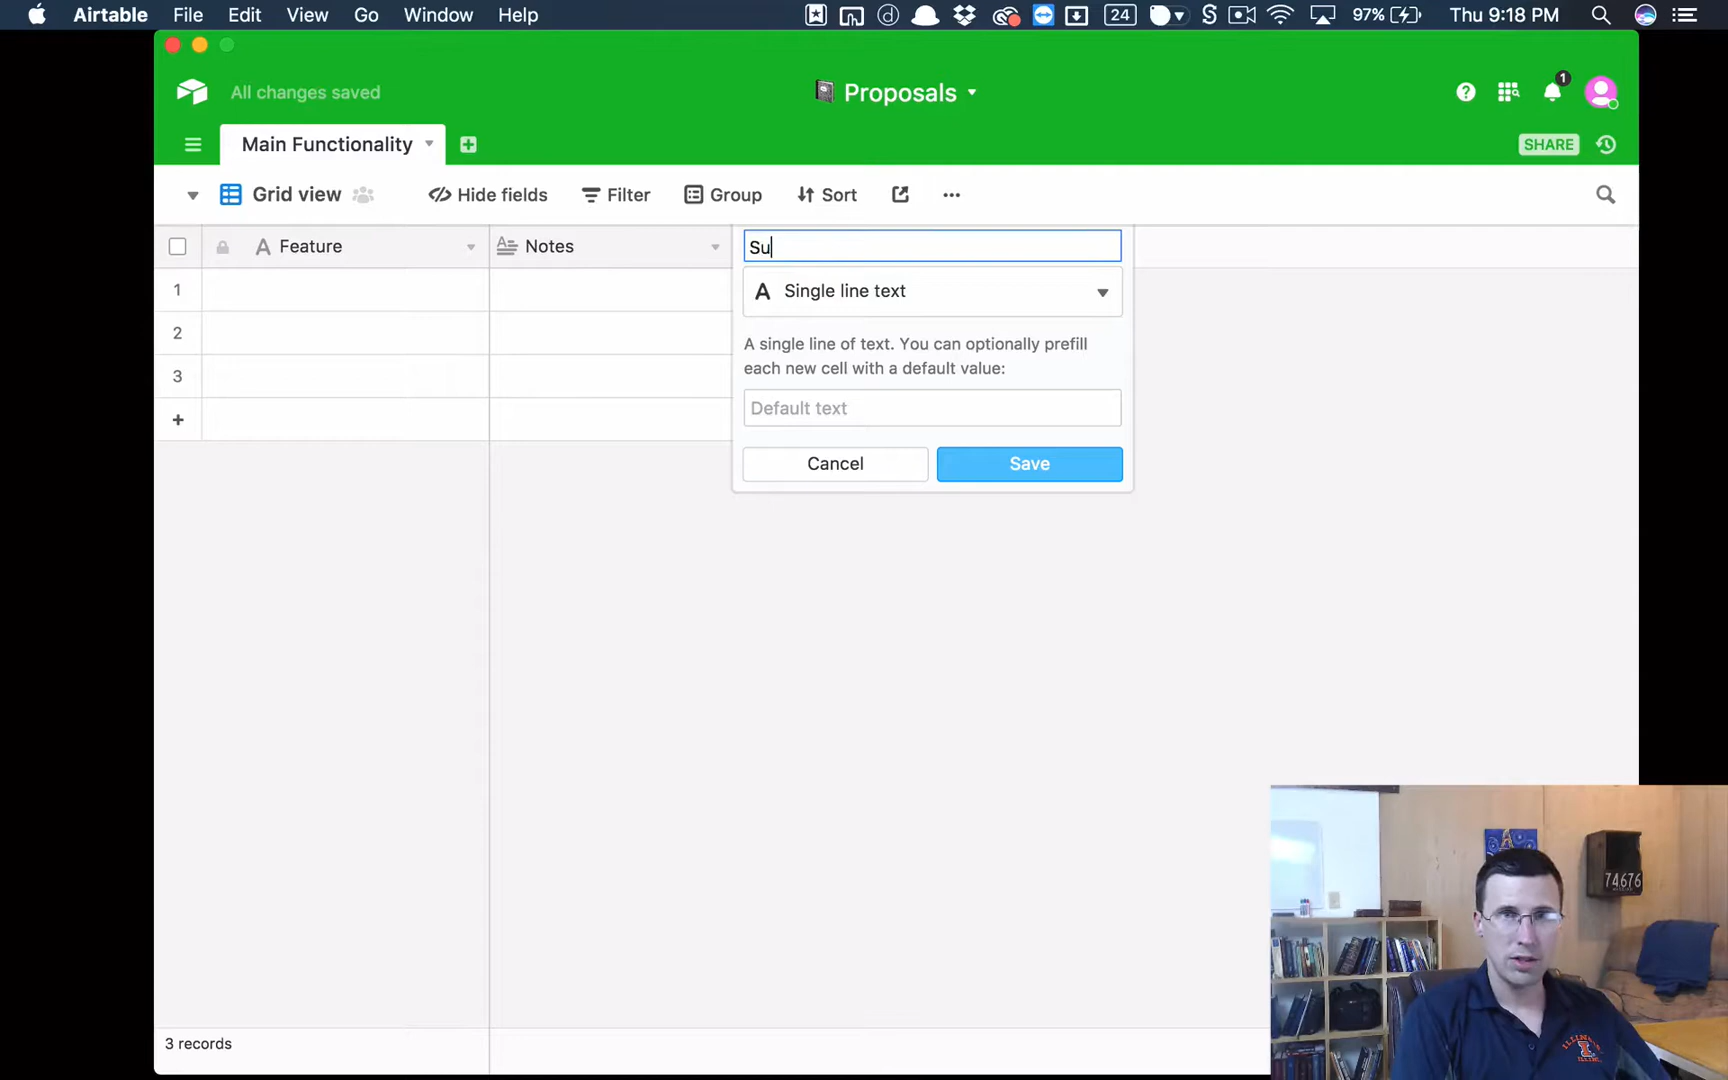 Airtable File Edit View Go Window Help 24 97% Thu 9:18 PM
All changes saved
Proposals
1
Main Functionality
SHARE
Grid view Hide fields Filter Group Sort
Feature
Notes
Su
1
2
3
Single line text
A single line of text. You can optionally prefill
each new cell with a default value:
Default text
Cancel
Save
3 records
74676
ILLINOIS